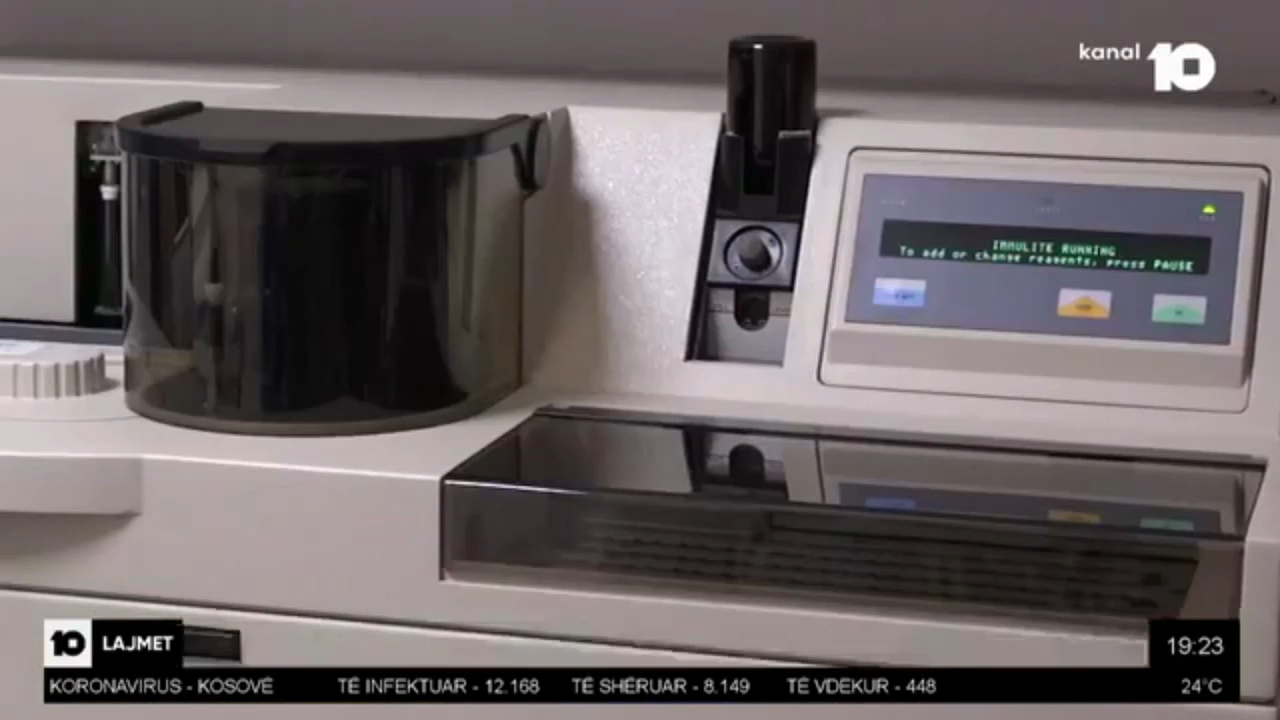 kanal 10
IMMULITE RUNNING
To add or change reagents, press PAUSE
10 LAJMET
19:23
KORONAVIRUS - KOSOVË TË INFEKTUAR - 12.168 TË SHËRUAR - 8.149 TË VDEKUR - 448
24°C